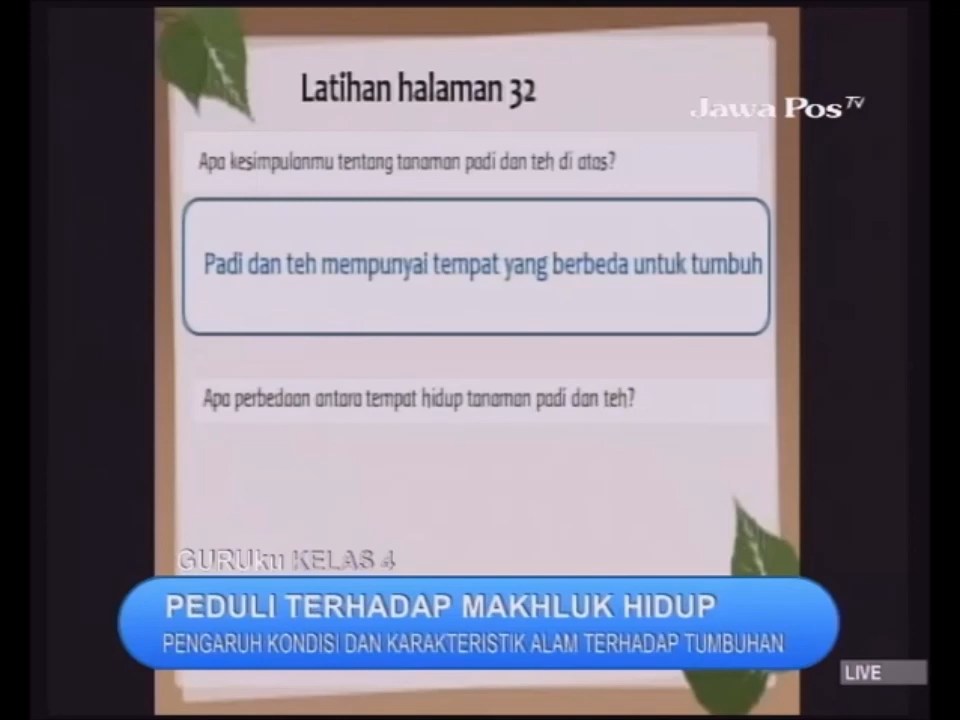 Latihan halaman 32
Jawa Pos TV
Apa kesimpulanmu tentang tanaman padi dan teh di atas?
Padi dan teh mempunyai tempat yang berbeda untuk tumbuh
Apa perbedaan antara tempat hidup tanaman padi dan teh?
GURUku KELAS 4
PEDULI TERHADAP MAKHLUK HIDUP
PENGARUH KONDISI DAN KARAKTERISTIK ALAM TERHADAP TUMBUHAN
LIVE